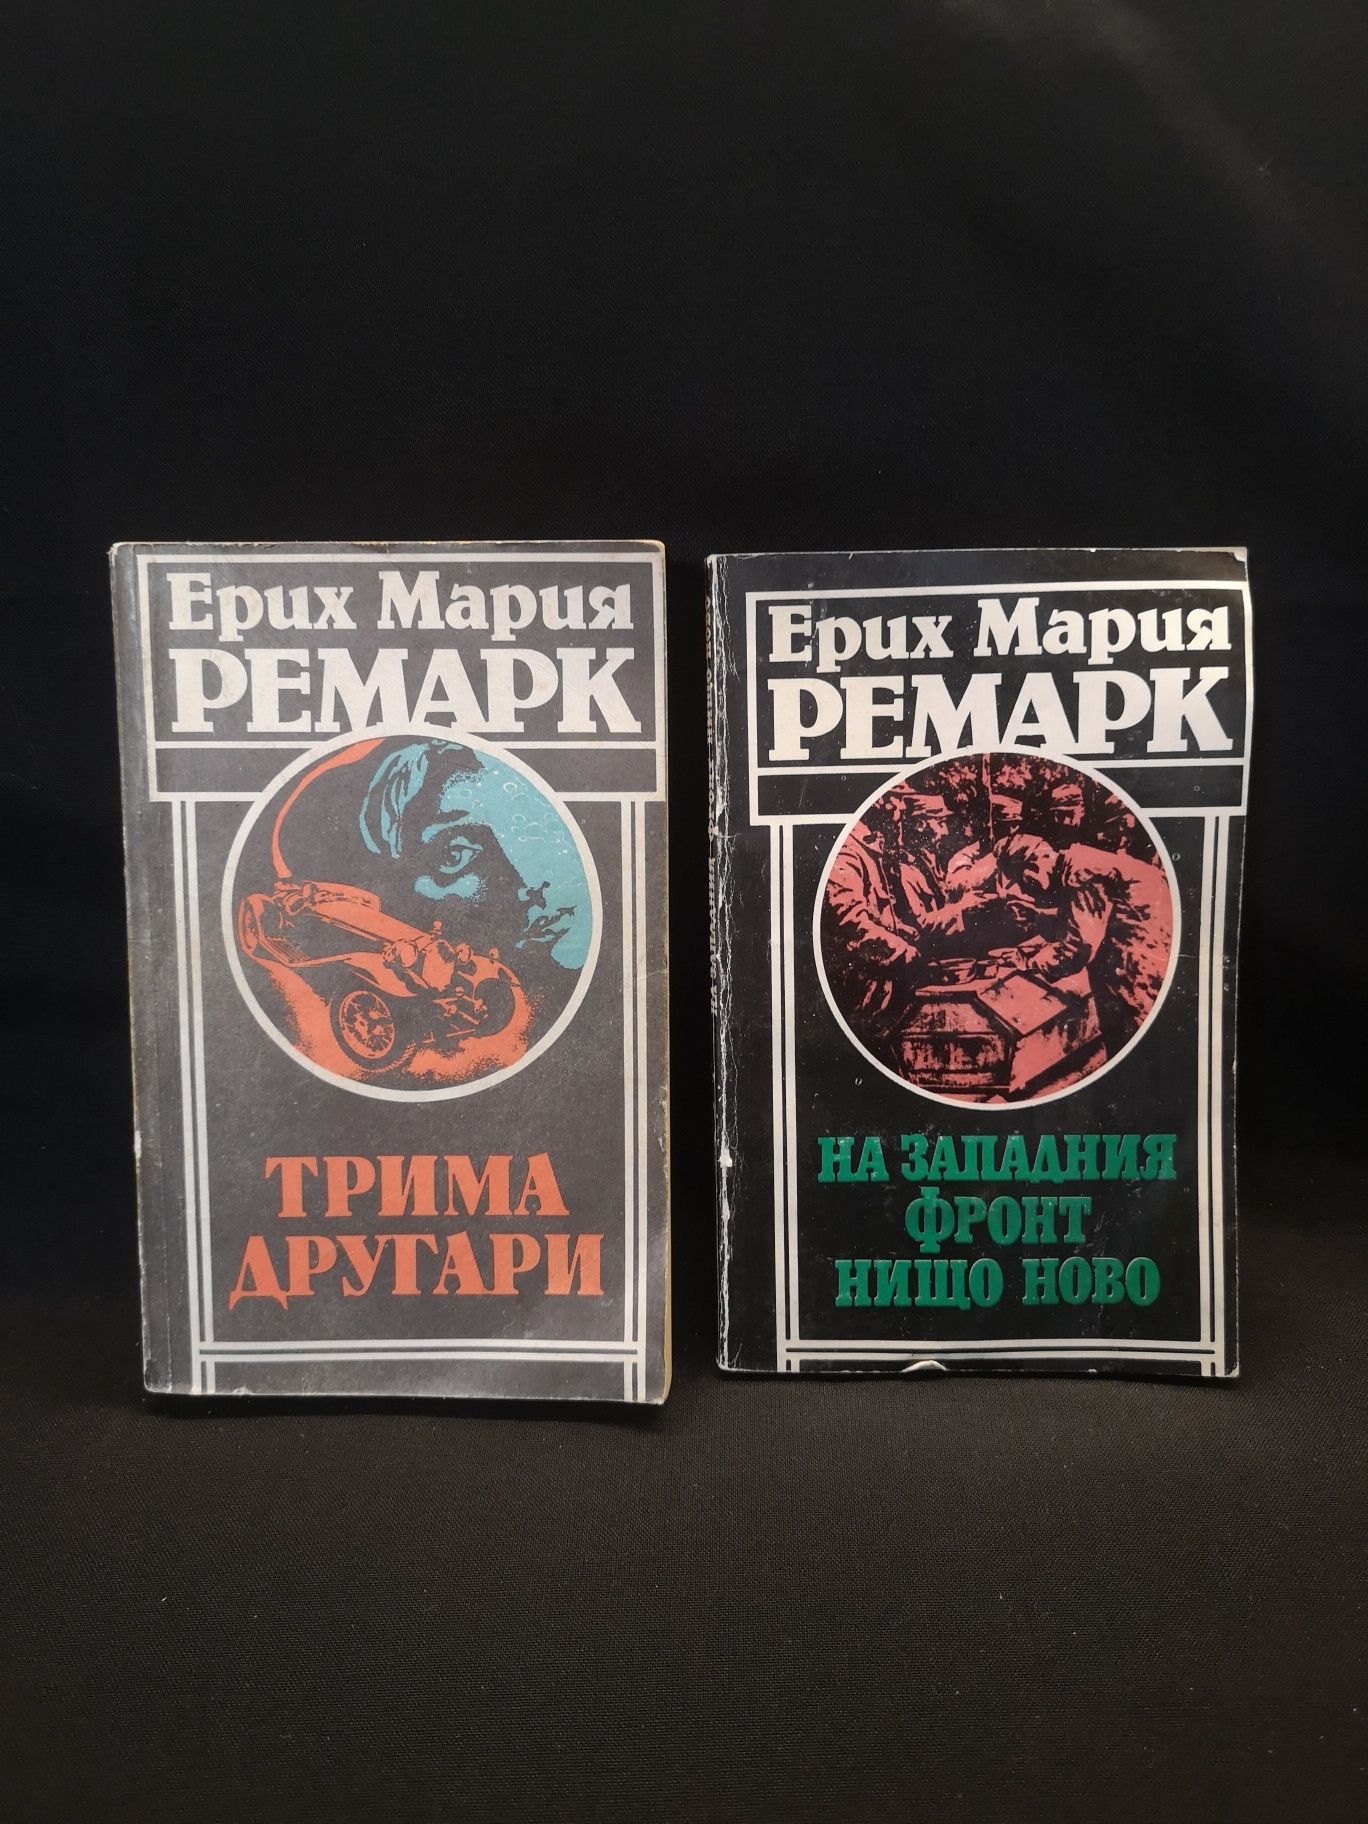 Ерих Мария
РЕМАРК
ТРИМА
ДРУГАРИ
Ерих Мария
РЕМАРК
НА ЗАПАДНИЯ
ФРОНТ
НИЩО НОВО